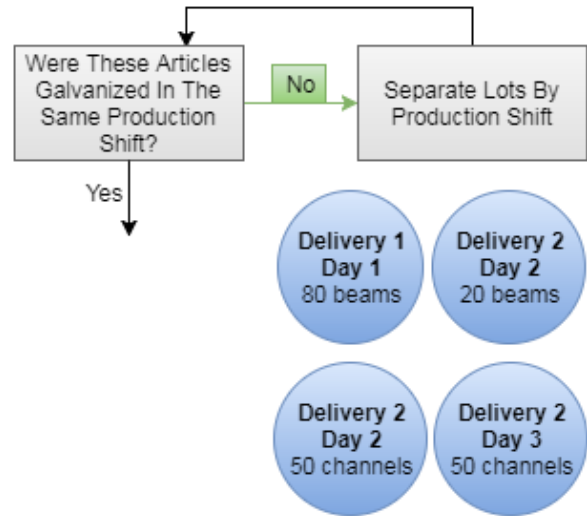 Were These Articles
Galvanized In The
Same Production
Shift?
No
Separate Lots By
Production Shift
Yes
Delivery 1
Day 1
80 beams
Delivery 2
Day 2
20 beams
Delivery 2
Day 2
50 channels
Delivery 2
Day 3
50 channels